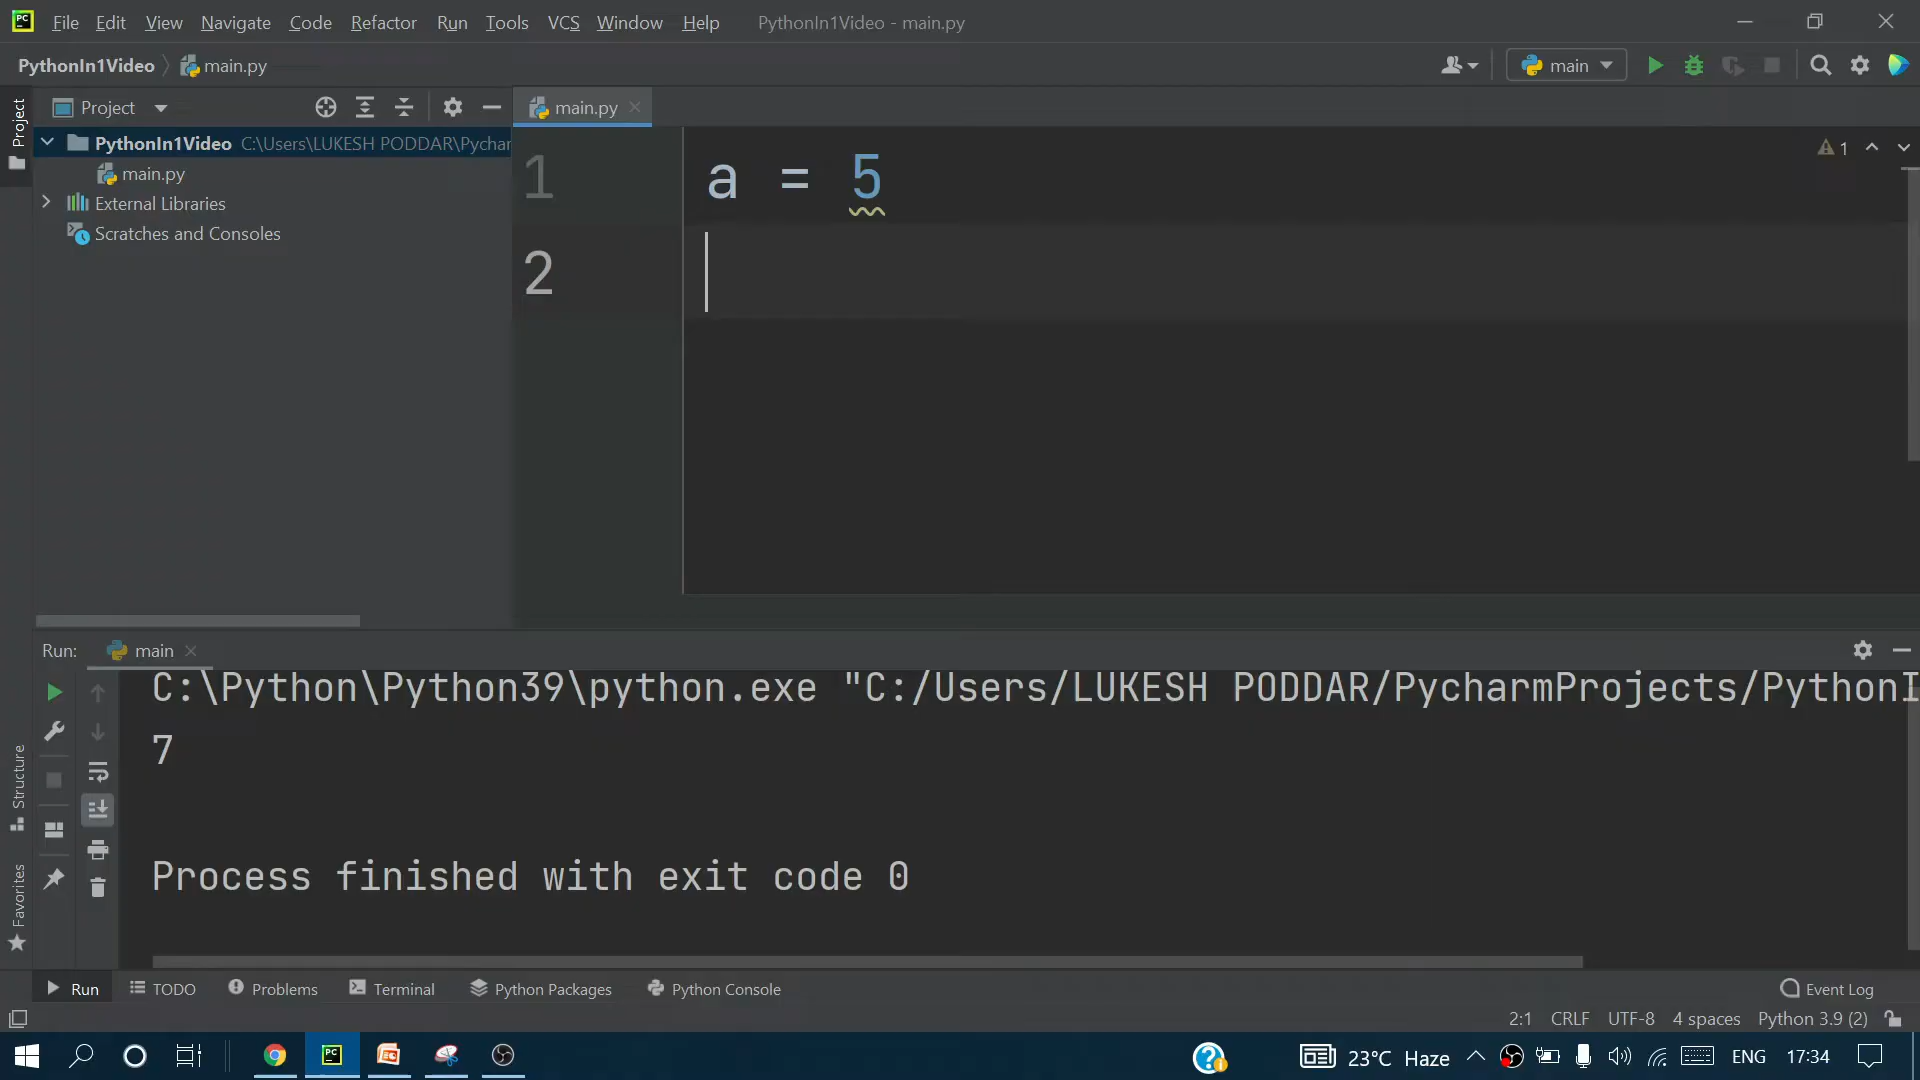 PC File Edit View Navigate Code Refactor Run Tools VCS Window Help PythonIn1Video - main.py
PythonIn1Video main.py main
Project main.py
Project
PythonIn1Video C:\Users\LUKESH PODDAR\Pychar
main.py
External Libraries
Scratches and Consoles
1 a = 5
2
1
Run: main
C:\Python\Python39\python.exe "C:/Users/LUKESH PODDAR/PycharmProjects/PythonI
7
Process finished with exit code 0
Structure
Favorites
Run TODO Problems Terminal Python Packages Python Console Event Log
2:1 CRLF UTF-8 4 spaces Python 3.9 (2)
PC 23°C Haze ENG 17:34